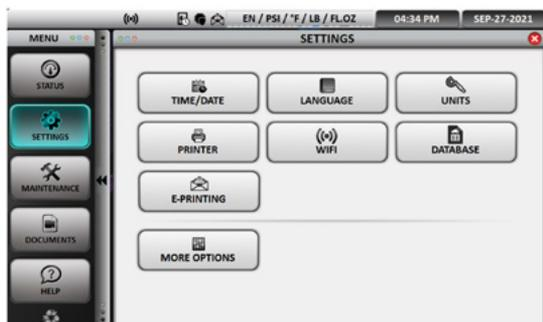 EN / PSI / °F / LB / FL.OZ 04:34 PM SEP-27-2021
MENU
SETTINGS
STATUS
SETTINGS
MAINTENANCE
DOCUMENTS
HELP
TIME/DATE LANGUAGE UNITS
PRINTER WIFI DATABASE
E-PRINTING
MORE OPTIONS